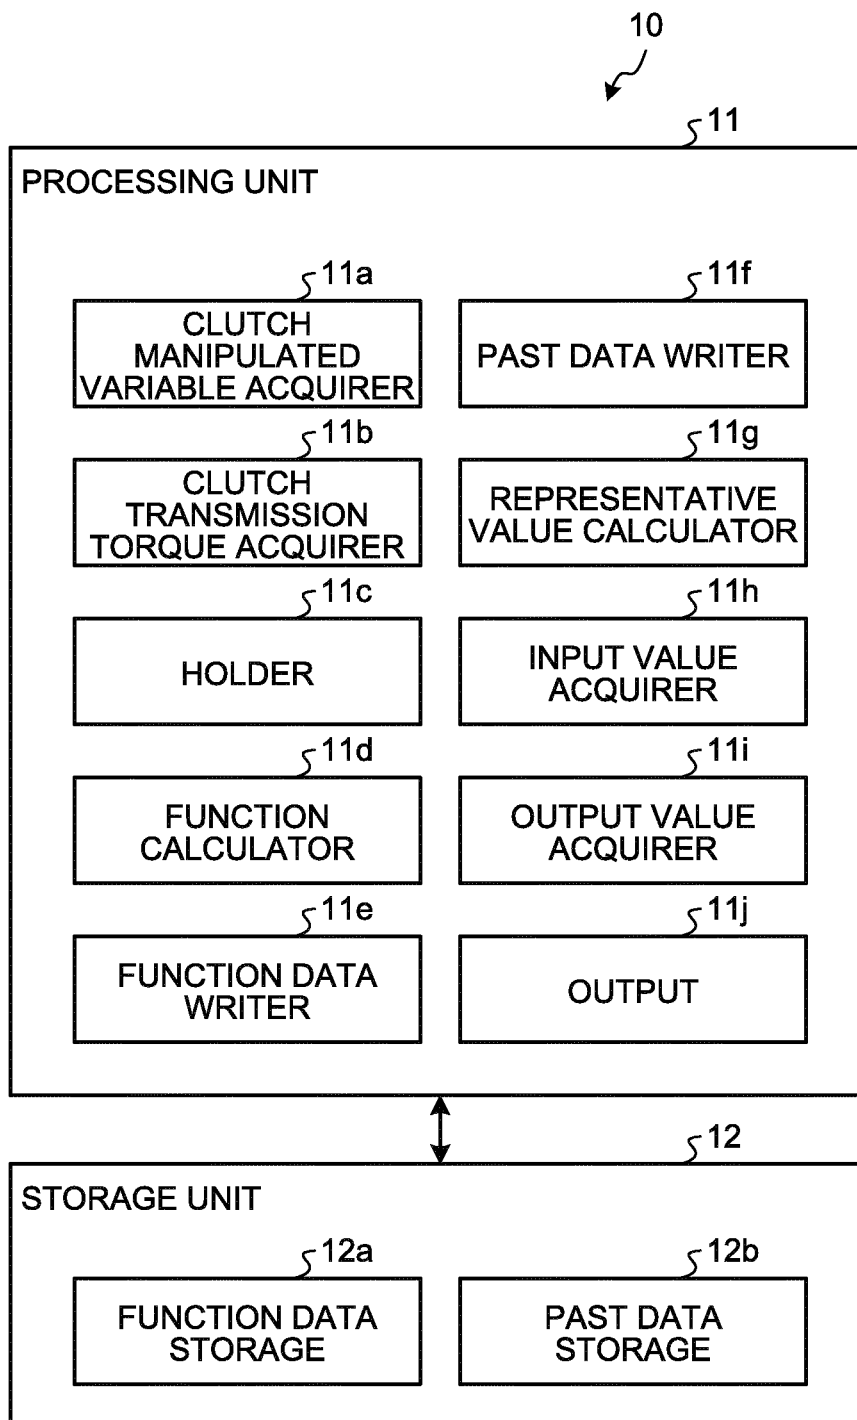 10
11
PROCESSING UNIT
11a
CLUTCH
MANIPULATED
VARIABLE ACQUIRER
11f
PAST DATA WRITER
11b
CLUTCH
TRANSMISSION
TORQUE ACQUIRER
11g
REPRESENTATIVE
VALUE CALCULATOR
11c
HOLDER
11h
INPUT VALUE
ACQUIRER
11d
FUNCTION
CALCULATOR
11i
OUTPUT VALUE
ACQUIRER
11e
FUNCTION DATA
WRITER
11j
OUTPUT
12
STORAGE UNIT
12a
FUNCTION DATA
STORAGE
12b
PAST DATA
STORAGE